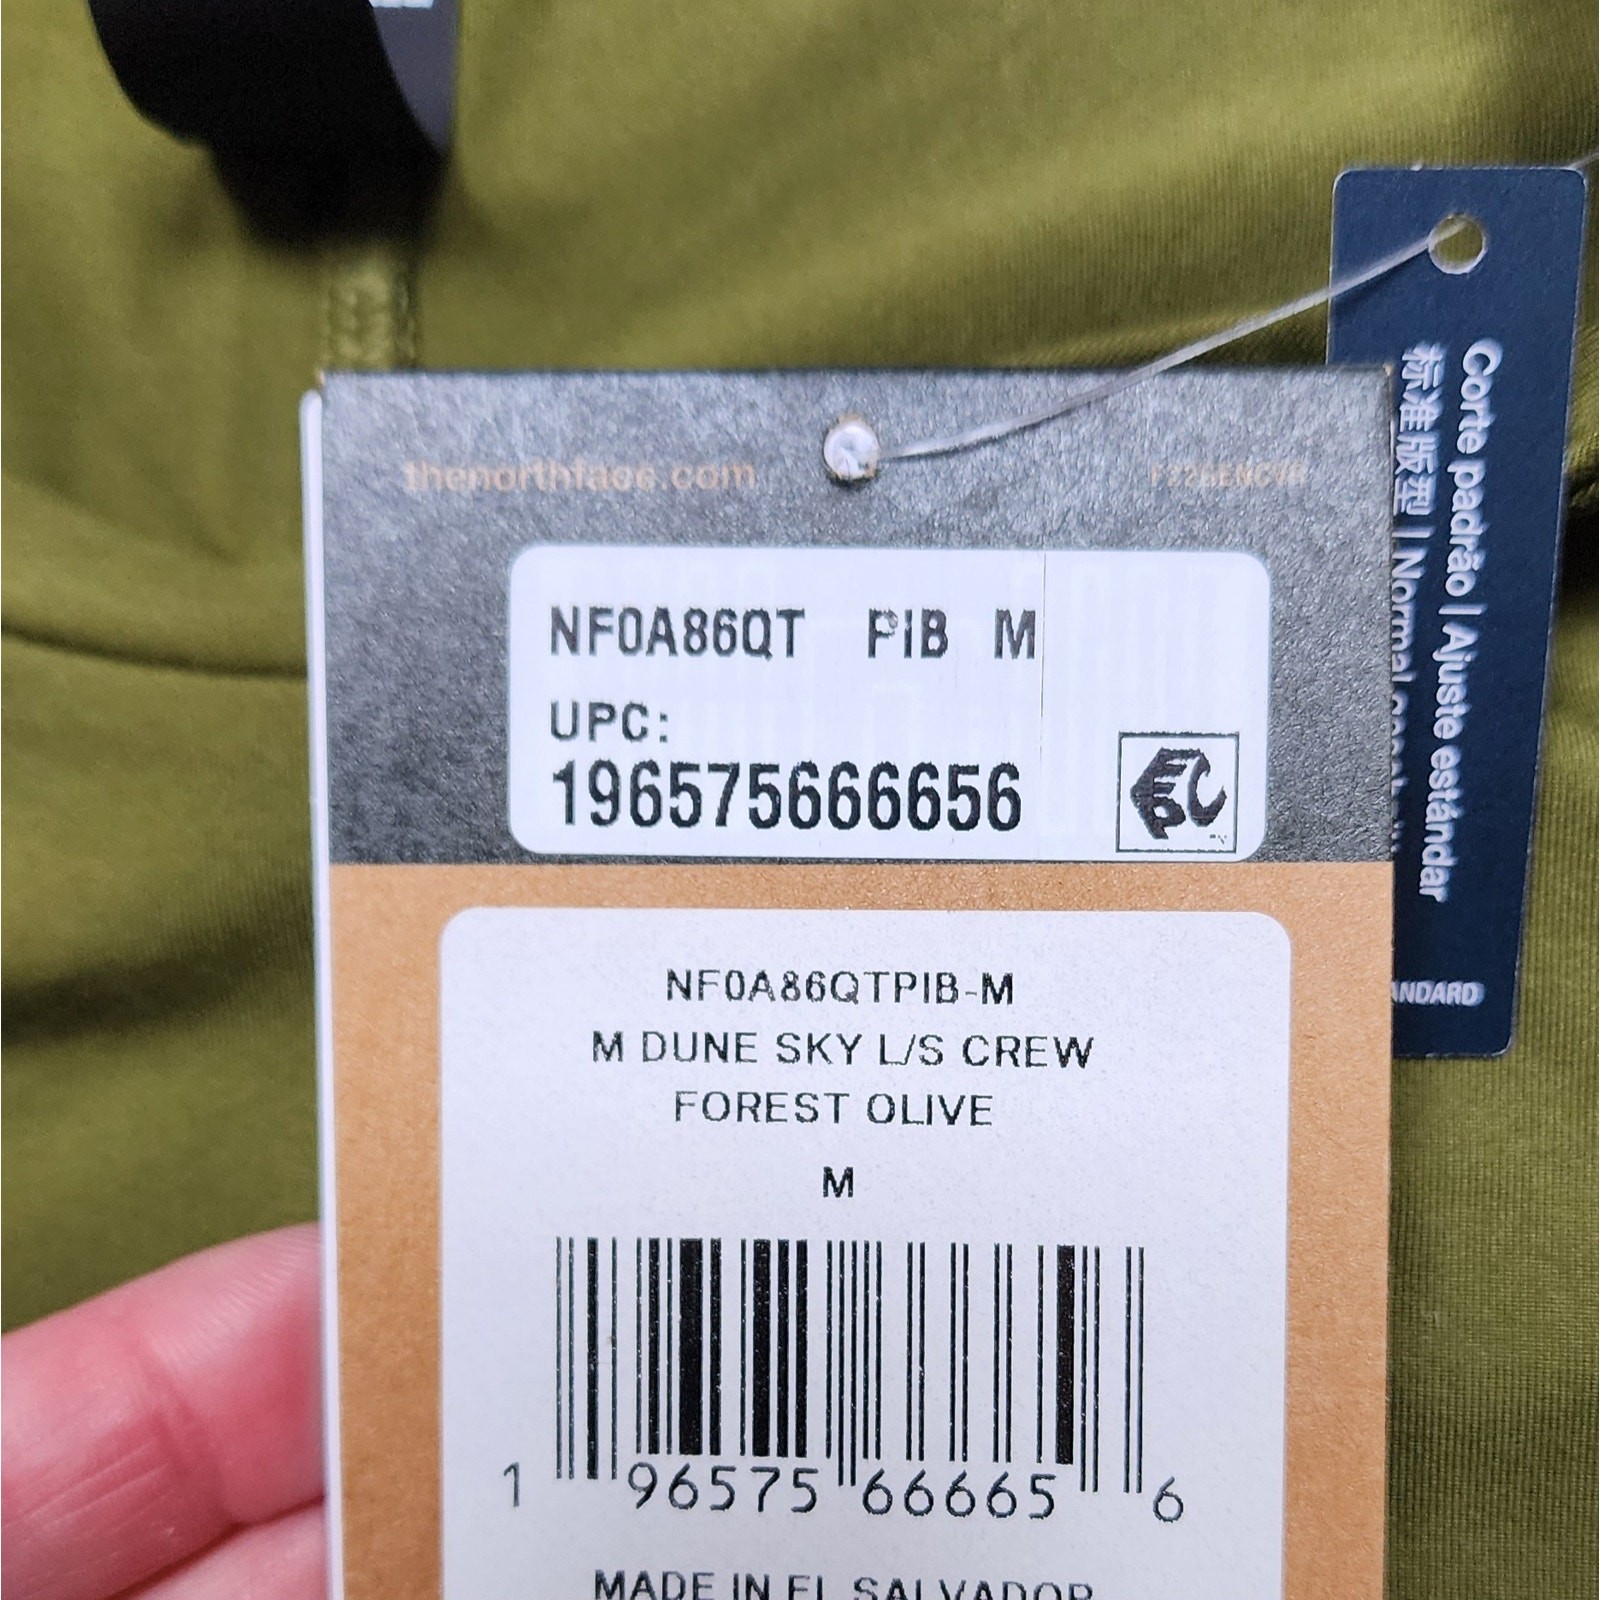 thenorthface.com
NF0A86QT PIB M
UPC:
196575666656
NF0A86QTPIB-M
M DUNE SKY L/S CREW
FOREST OLIVE
M
1 96575 66665 6
MADE IN EL SALVADOR
Corte padrão | Ajuste estándar
标准版型 | Normal